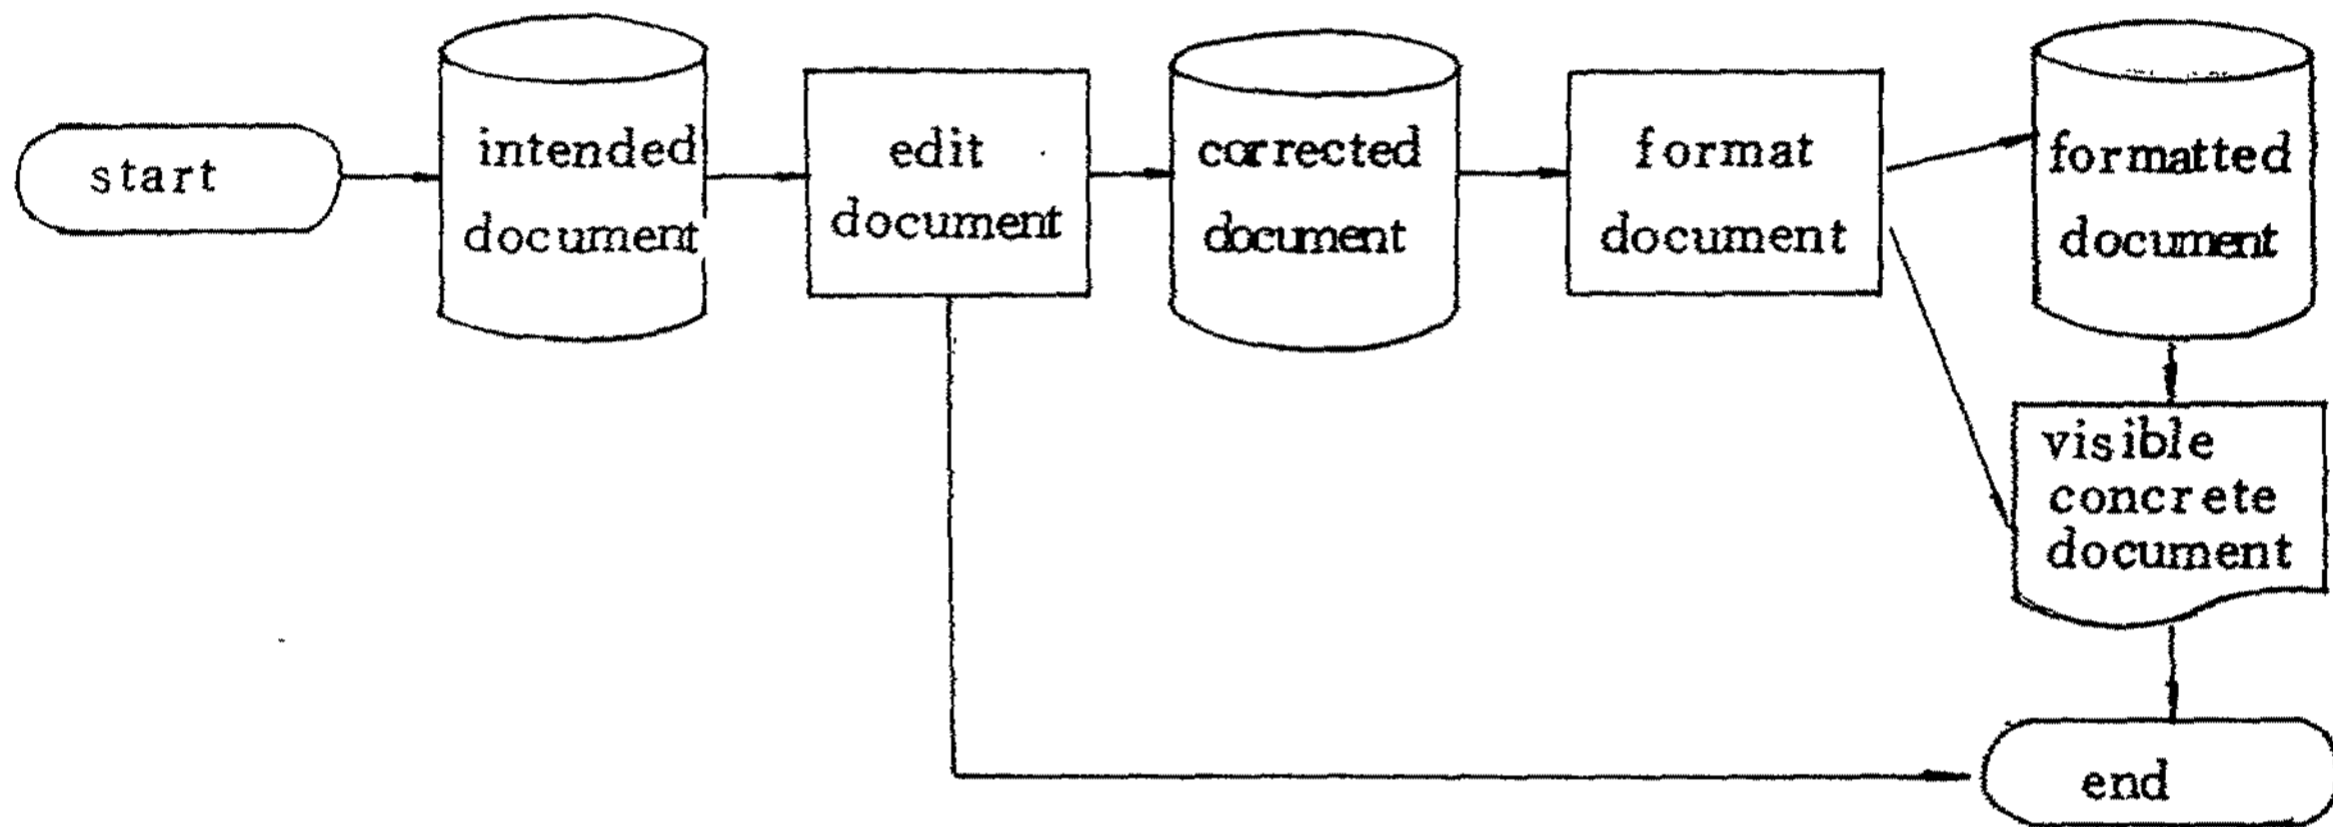 start
intended
document
edit
document
corrected
document
format
document
formatted
document
visible
concrete
document
end